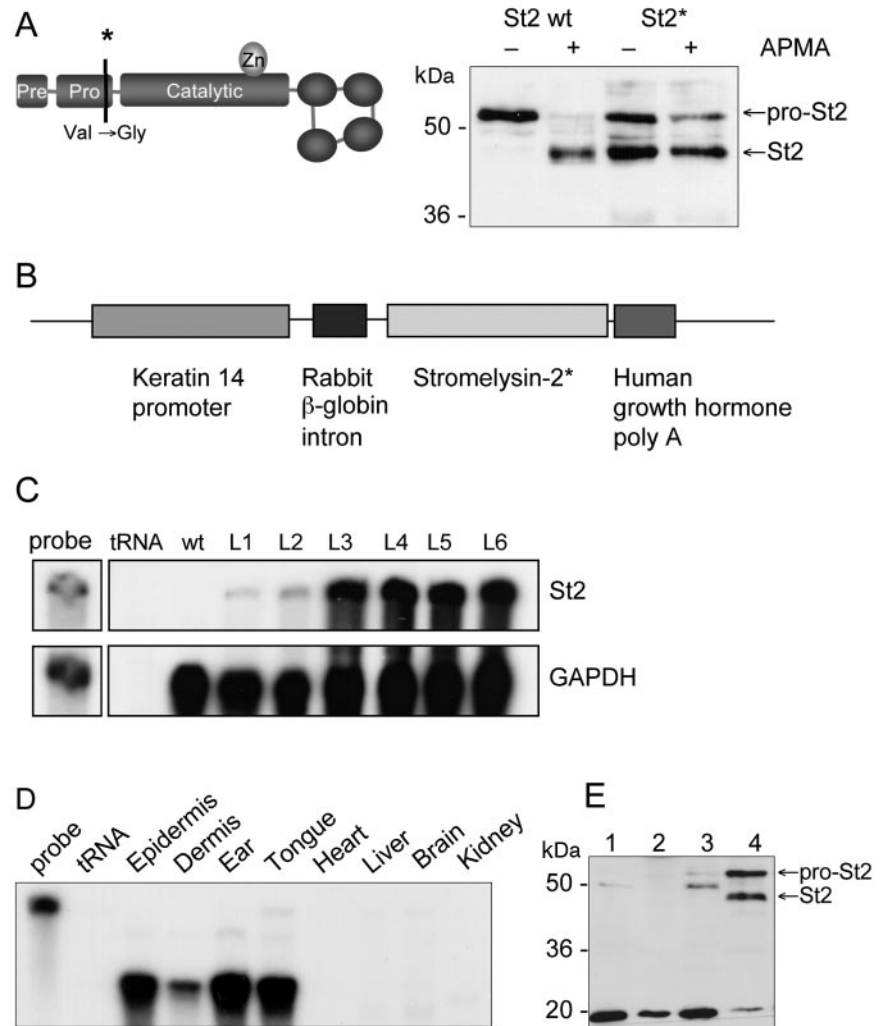 A
*
Zn
Pre Pro Catalytic
Val →Gly
St2 wt St2*
– + – + APMA
kDa
50 -
36 -
←pro-St2
←St2
B
Keratin 14
promoter
Rabbit
β-globin
intron
Stromelysin-2*
Human
growth hormone
poly A
C
probe tRNA wt L1 L2 L3 L4 L5 L6
St2
GAPDH
D
probe tRNA Epidermis Dermis Ear Tongue Heart Liver Brain Kidney
E
1 2 3 4
kDa
50 -
36 -
20 -
←pro-St2
←St2